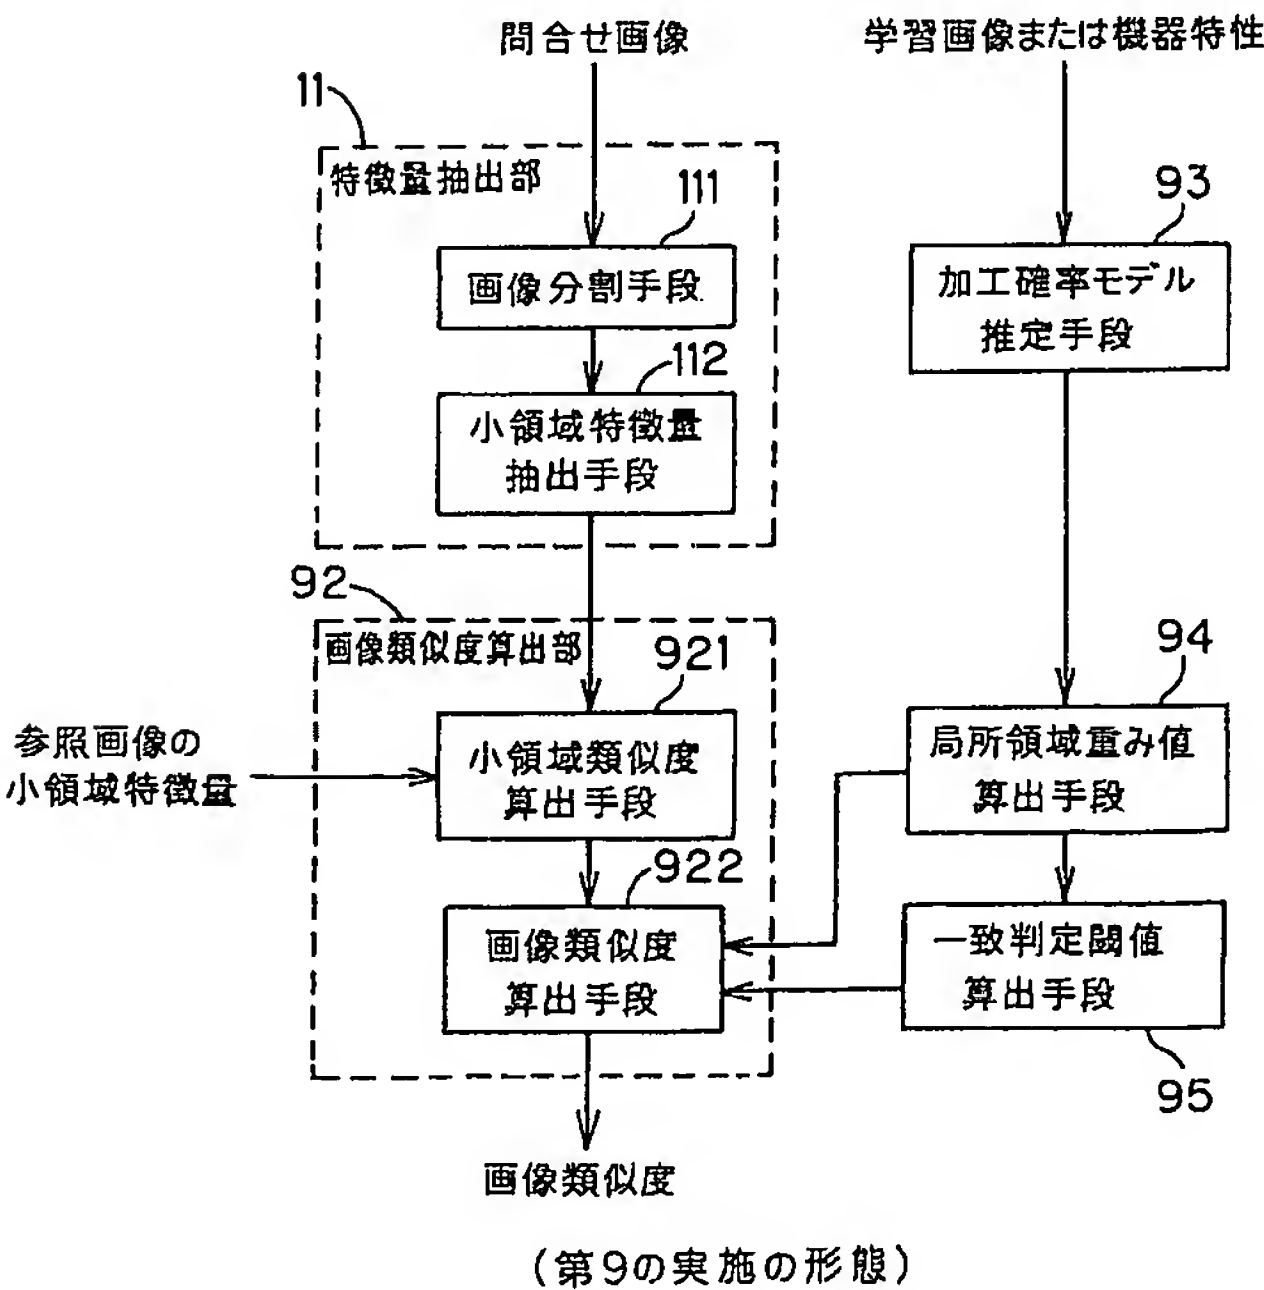 問合せ画像
学習画像または機器特性
11
特徴量抽出部
111
画像分割手段
112
小領域特徴量
抽出手段
93
加工確率モデル
推定手段
92
画像類似度算出部
921
参照画像の
小領域特徴量
小領域類似度
算出手段
922
画像類似度
算出手段
94
局所領域重み値
算出手段
一致判定閾値
算出手段
95
画像類似度
(第9の実施の形態)